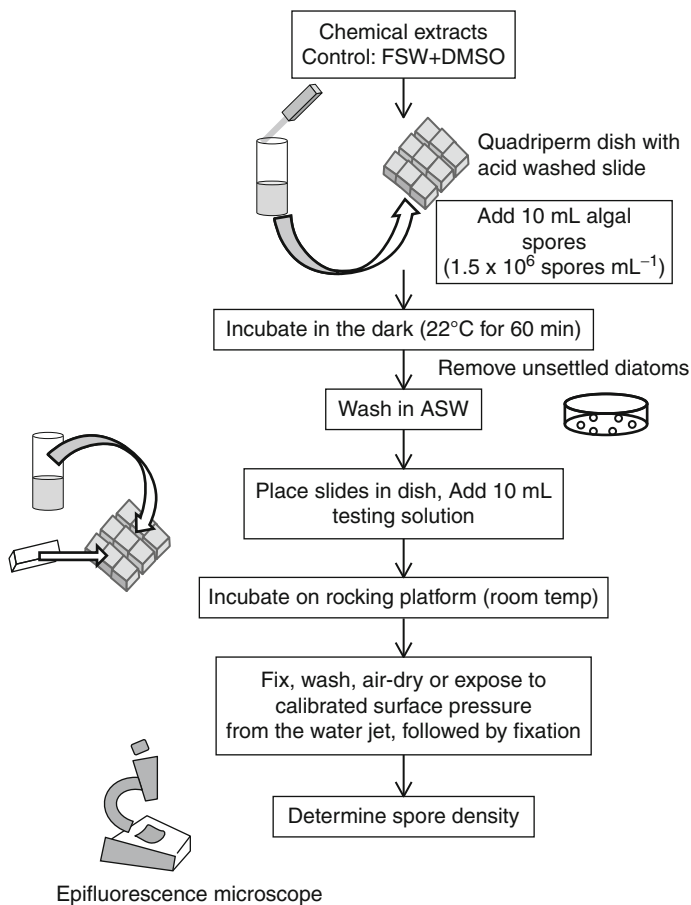 Chemical extracts
Control: FSW+DMSO
Quadriperm dish with
acid washed slide
Add 10 mL algal
spores
(1.5 x 10⁶ spores mL⁻¹)
Incubate in the dark (22°C for 60 min)
Remove unsettled diatoms
Wash in ASW
Place slides in dish, Add 10 mL
testing solution
Incubate on rocking platform (room temp)
Fix, wash, air-dry or expose to
calibrated surface pressure
from the water jet, followed by fixation
Determine spore density
Epifluorescence microscope